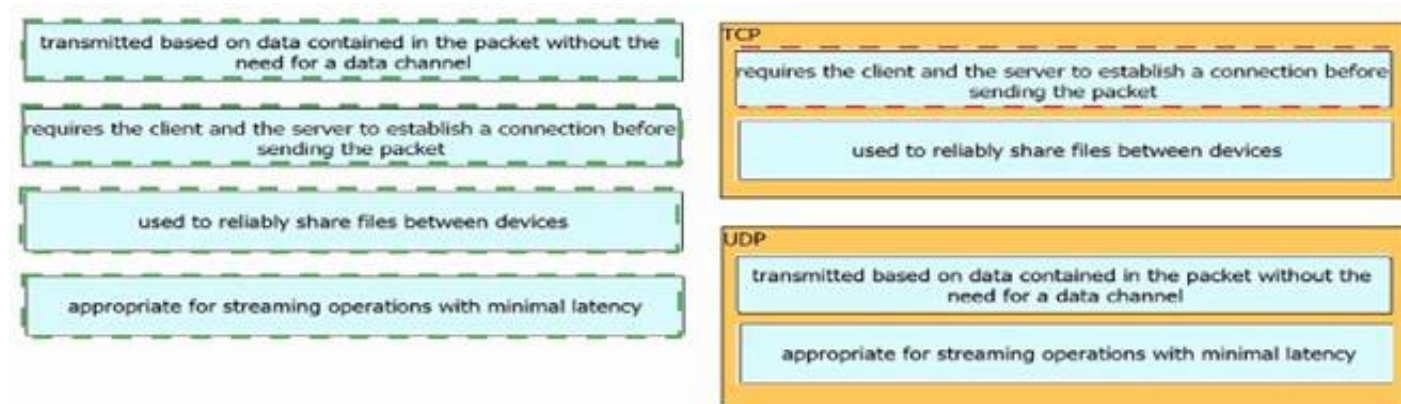 transmitted based on data contained in the packet without the
need for a data channel
requires the client and the server to establish a connection before
sending the packet
used to reliably share files between devices
appropriate for streaming operations with minimal latency
TCP
requires the client and the server to establish a connection before
sending the packet
used to reliably share files between devices
UDP
transmitted based on data contained in the packet without the
need for a data channel
appropriate for streaming operations with minimal latency